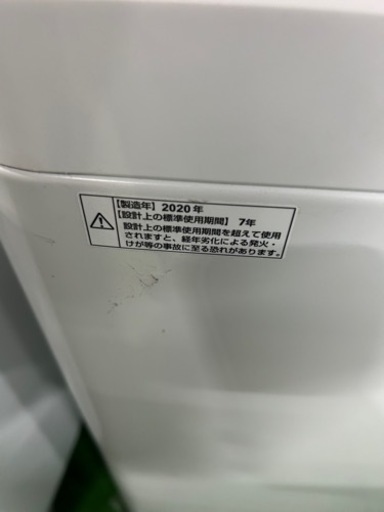 【製造年】2020年
【設計上の標準使用期間】 7年
設計上の標準使用期間を超えて使用
されますと、経年劣化による発火・
けが等の事故に至る恐れがあります。